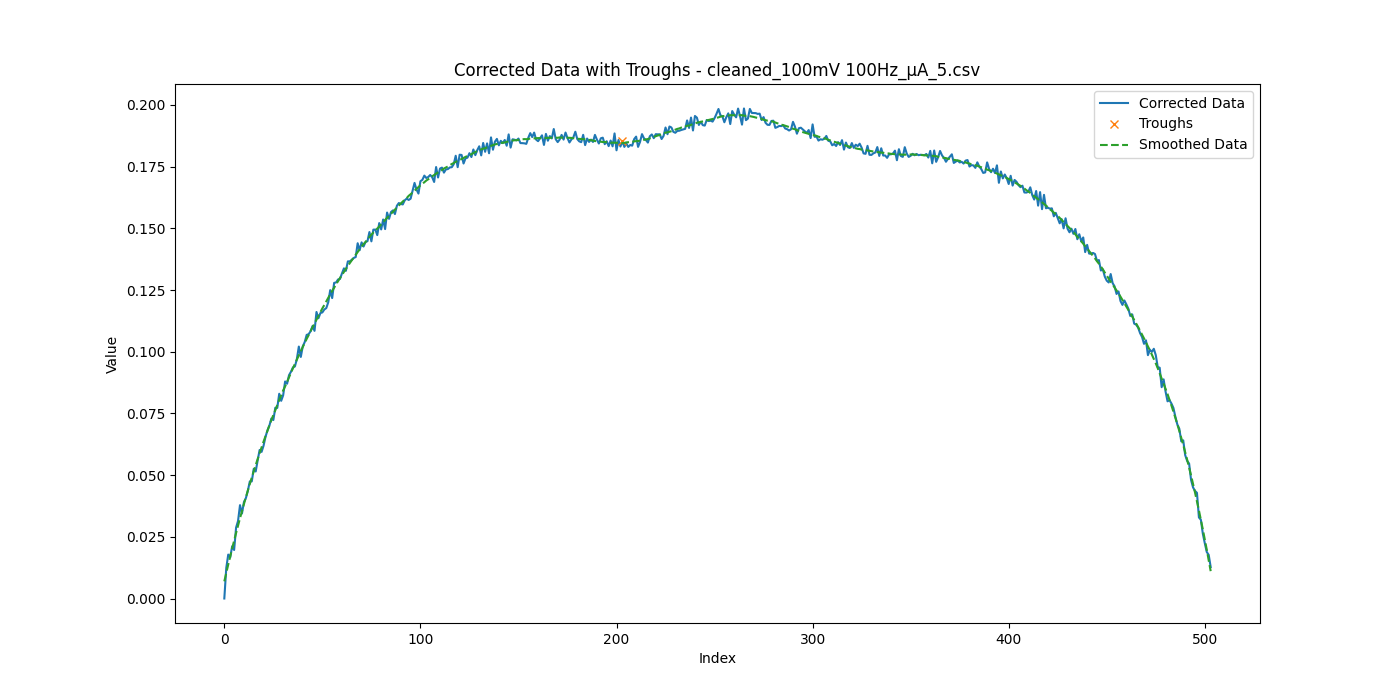 Corrected Data with Troughs - cleaned_100mV 100Hz_μA_5.csv
Corrected Data
Troughs
Smoothed Data
0.200
0.175
0.150
0.125
0.100
0.075
0.050
0.025
0.000
Value
0 100 200 300 400 500
Index